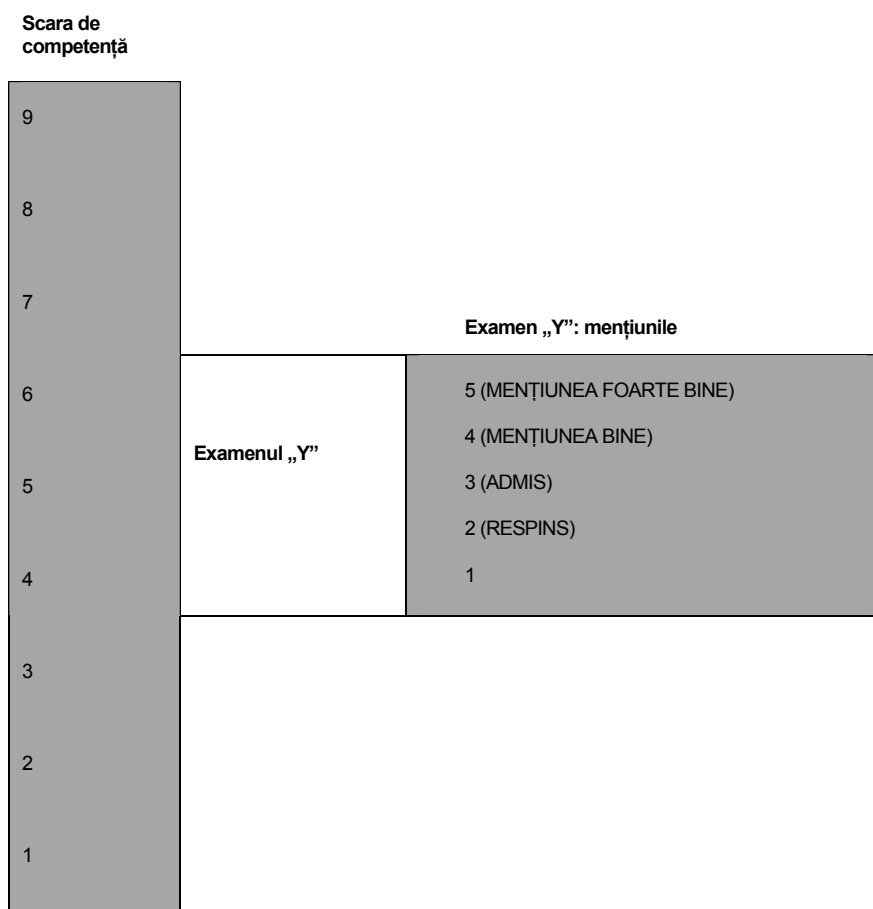 Scara de
competență
9
8
7
Examen „Y”: mențiunile
6
5 (MENȚIUNEA FOARTE BINE)
4 (MENȚIUNEA BINE)
Examenul „Y”
5
3 (ADMIS)
2 (RESPINS)
4
1
3
2
1